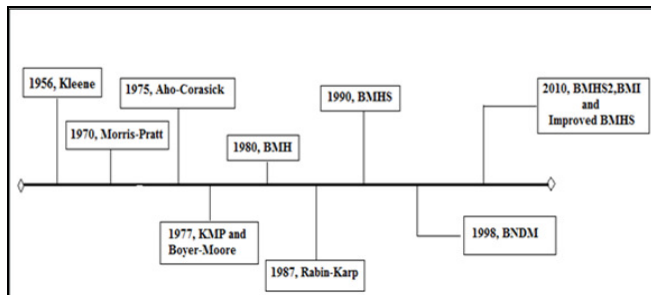 1956, Kleene
1970, Morris-Pratt
1975, Aho-Corasick
1977, KMP and
Boyer-Moore
1980, BMH
1987, Rabin-Karp
1990, BMHS
1998, BNDM
2010, BMHS2,BMI
and
Improved BMHS